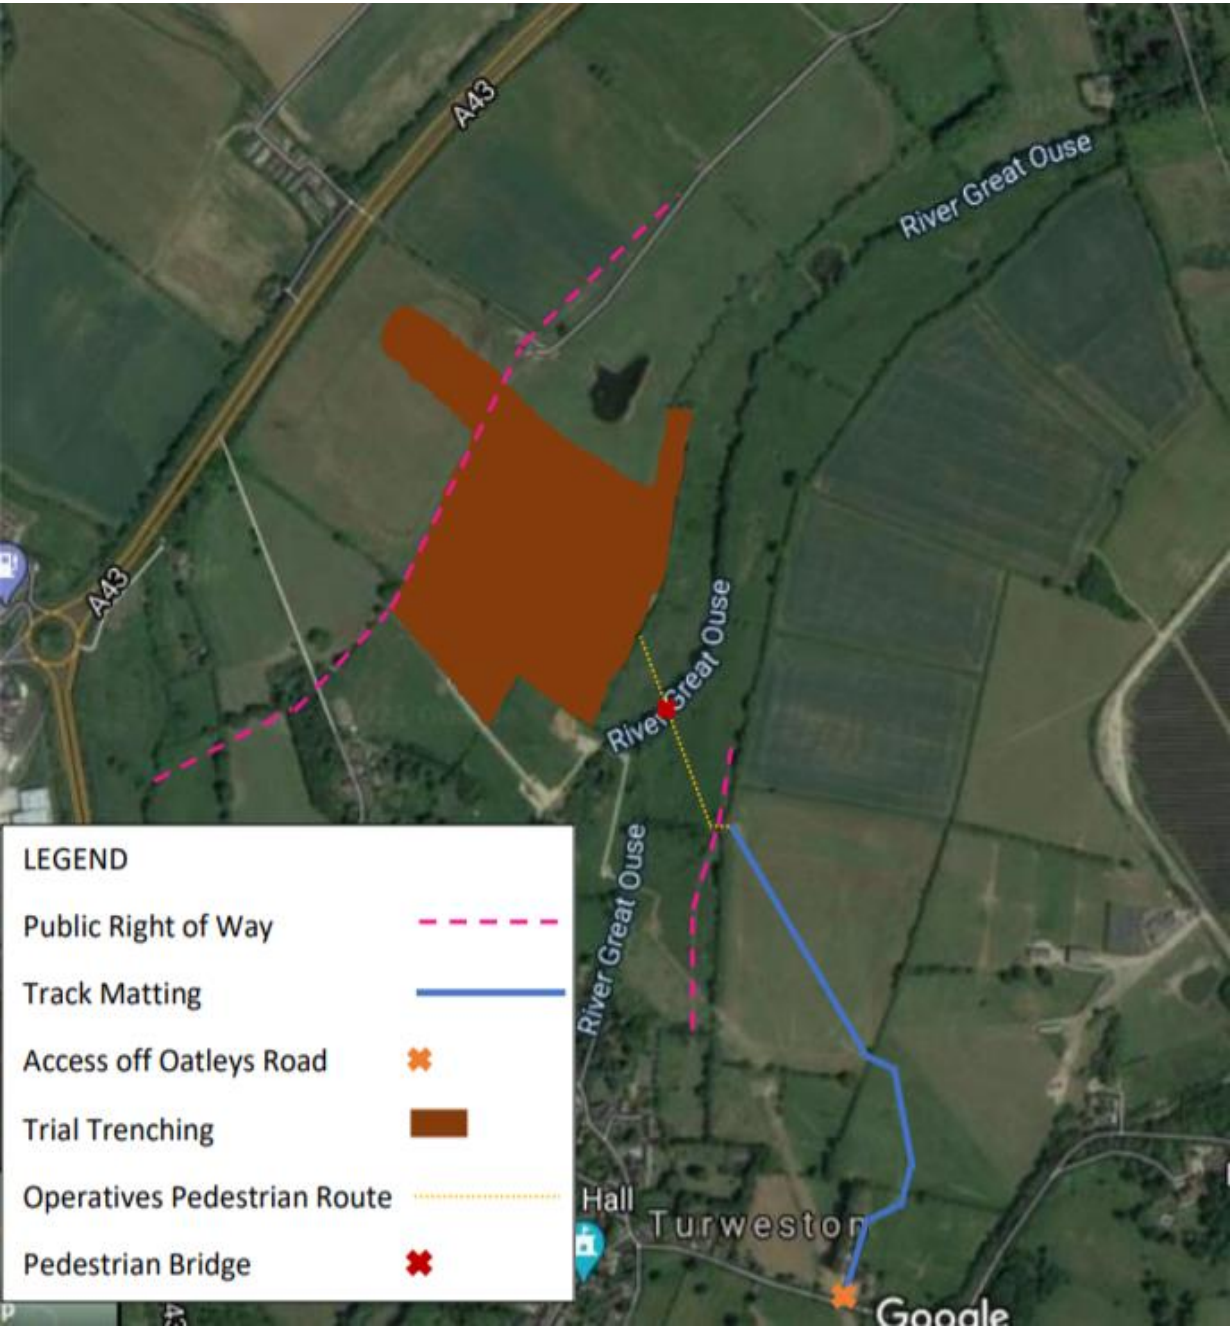 A43
River Great Ouse
A43
River Great Ouse
River Great Ouse
LEGEND
Public Right of Way
Track Matting
Access off Oatleys Road
Trial Trenching
Operatives Pedestrian Route
Pedestrian Bridge
Hall
Turweston
Google